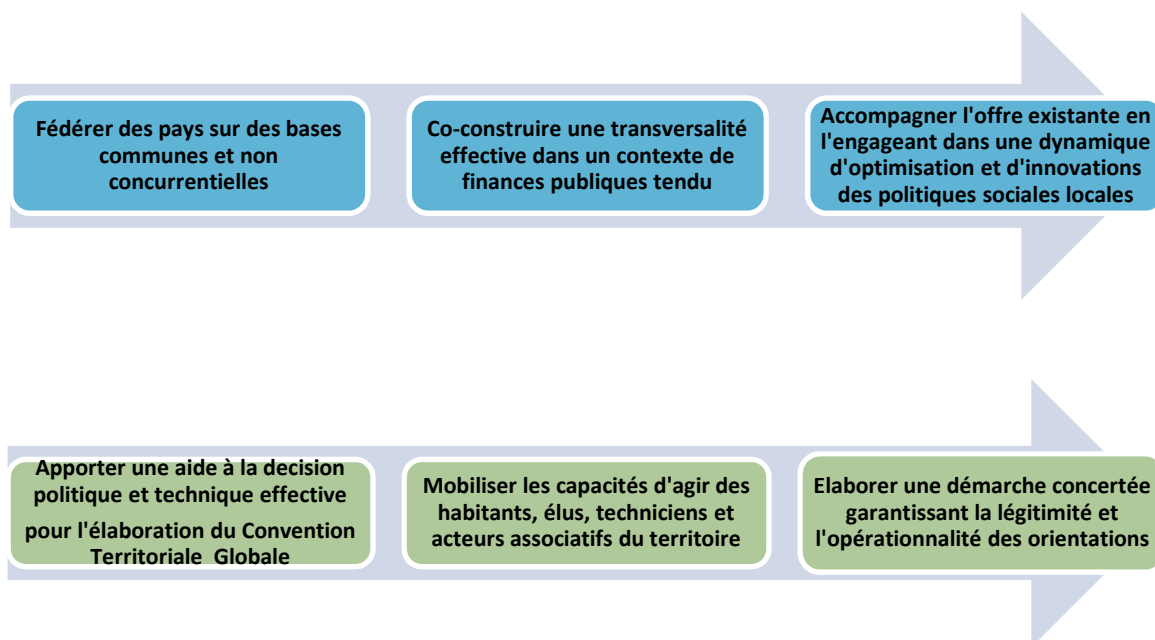 Fédérer des pays sur des bases
communes et non
concurrentielles
Co-construire une transversalité
effective dans un contexte de
finances publiques tendu
Accompagner l'offre existante en
l'engageant dans une dynamique
d'optimisation et d'innovations
des politiques sociales locales
Apporter une aide à la decision
politique et technique effective
pour l'élaboration du Convention
Territoriale Globale
Mobiliser les capacités d'agir des
habitants, élus, techniciens et
acteurs associatifs du territoire
Elaborer une démarche concertée
garantissant la légitimité et
l'opérationnalité des orientations